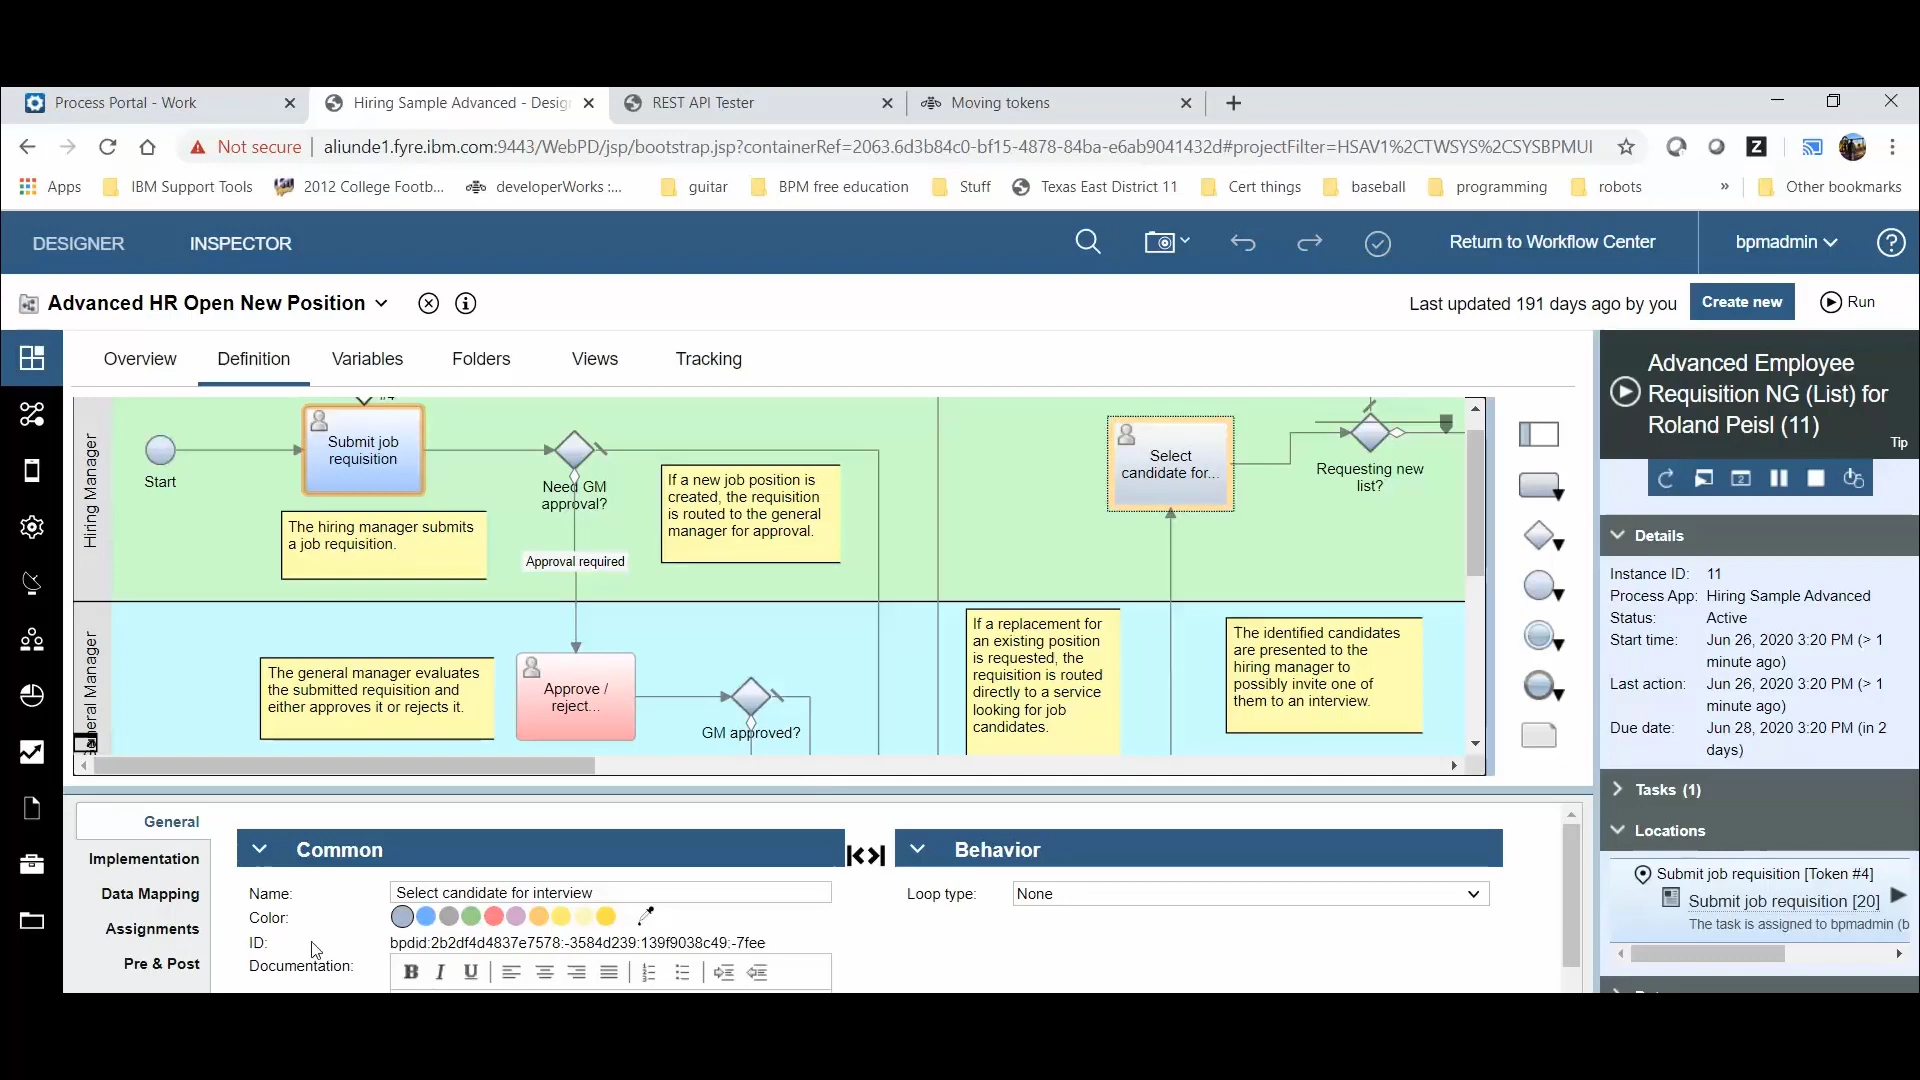 Process Portal - Work
Hiring Sample Advanced - Desig
REST API Tester
Moving tokens
Not secure
aliunde1.fyre.ibm.com:9443/WebPD/jsp/bootstrap.jsp?containerRef=2063.6d3b84c0-bf15-4878-84ba-e6ab9041432d#projectFilter=HSAV1%2CTWSYS%2CSYSBPMUI
Z
Apps
IBM Support Tools
2012 College Footb...
developerWorks :...
guitar
BPM free education
Stuff
Texas East District 11
Cert things
baseball
programming
robots
»
Other bookmarks
DESIGNER
INSPECTOR
Return to Workflow Center
bpmadmin
Advanced HR Open New Position
Last updated 191 days ago by you
Create new
Run
Overview
Definition
Variables
Folders
Views
Tracking
Hiring Manager
Start
Submit job
requisition
Need GM
approval?
If a new job position is
created, the requisition
is routed to the general
manager for approval.
Select
candidate for...
Requesting new
list?
The hiring manager submits
a job requisition.
Approval required
The general manager evaluates
the submitted requisition and
either approves it or rejects it.
Approve /
reject...
GM approved?
If a replacement for
an existing position
is requested, the
requisition is routed
directly to a service
looking for job
candidates.
The identified candidates
are presented to the
hiring manager to
possibly invite one of
them to an interview.
Advanced Employee
Requisition NG (List) for
Roland Peisl (11)
Tip
Details
Instance ID: 11
Process App: Hiring Sample Advanced
Status: Active
Start time: Jun 26, 2020 3:20 PM (> 1
minute ago)
Last action: Jun 26, 2020 3:20 PM (> 1
minute ago)
Due date: Jun 28, 2020 3:20 PM (in 2
days)
Tasks (1)
Locations
Submit job requisition [Token #4]
Submit job requisition [20]
The task is assigned to bpmadmin (b
General
Implementation
Data Mapping
Assignments
Pre & Post
Common
Name: Select candidate for interview
Color:
ID: bpdid:2b2df4d4837e7578:-3584d239:139f9038c49:-7fee
Documentation:
B I U
Behavior
Loop type: None